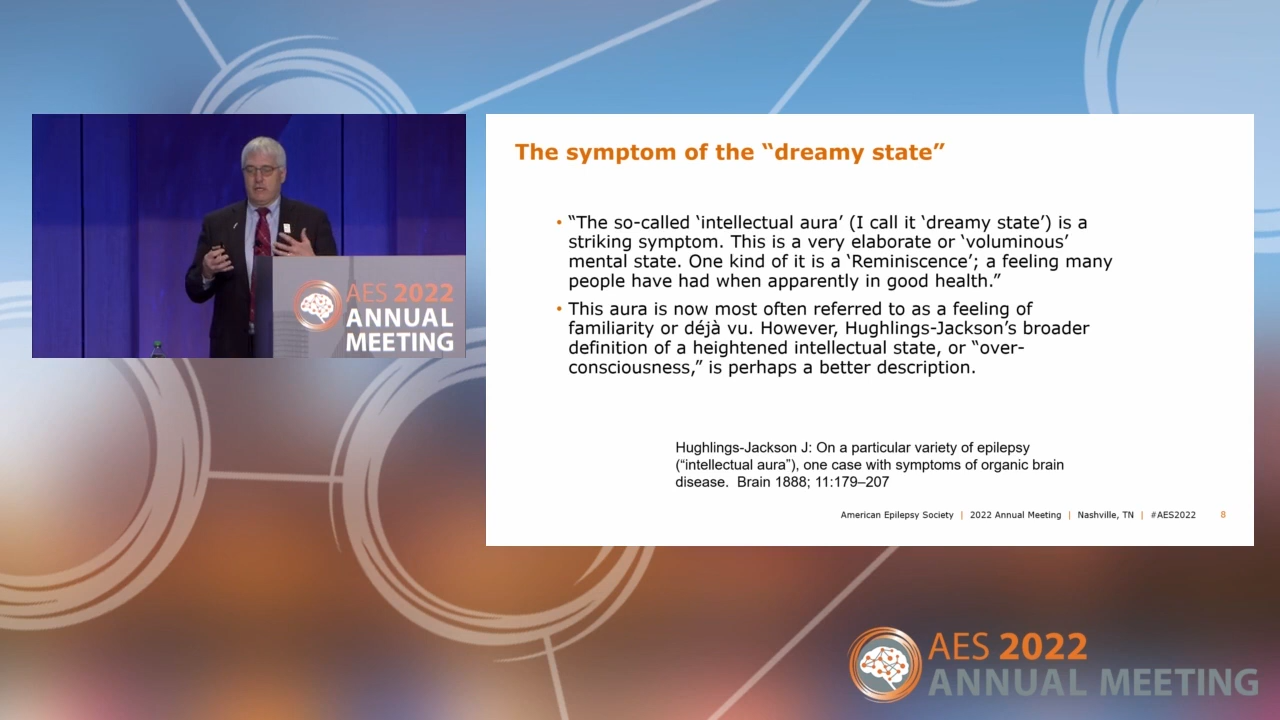 AES 2022
ANNUAL
MEETING
The symptom of the “dreamy state”
• “The so-called ‘intellectual aura’ (I call it ‘dreamy state’) is a
striking symptom. This is a very elaborate or ‘voluminous’
mental state. One kind of it is a ‘Reminiscence’; a feeling many
people have had when apparently in good health.”
• This aura is now most often referred to as a feeling of
familiarity or déjà vu. However, Hughlings-Jackson’s broader
definition of a heightened intellectual state, or “over-
consciousness,” is perhaps a better description.
Hughlings-Jackson J: On a particular variety of epilepsy
(“intellectual aura”), one case with symptoms of organic brain
disease. Brain 1888; 11:179–207
American Epilepsy Society | 2022 Annual Meeting | Nashville, TN | #AES2022 8
AES 2022
ANNUAL MEETING